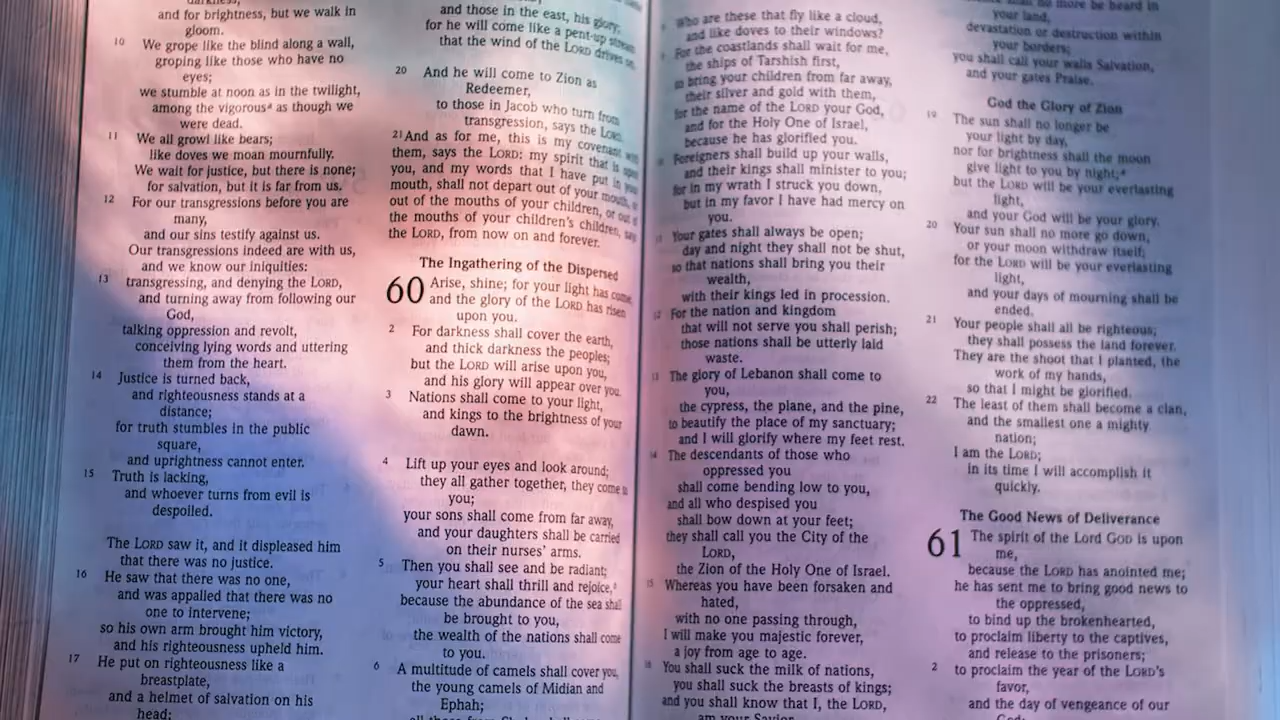 darkness;
and for brightness, but we walk in
gloom.
10 We grope like the blind along a wall,
groping like those who have no
eyes;
we stumble at noon as in the twilight,
among the vigorousª as though we
were dead.
11 We all growl like bears;
like doves we moan mournfully.
We wait for justice, but there is none;
for salvation, but it is far from us.
12 For our transgressions before you are
many,
and our sins testify against us.
Our transgressions indeed are with us,
and we know our iniquities:
13 transgressing, and denying the LORD,
and turning away from following our
God,
talking oppression and revolt,
conceiving lying words and uttering
them from the heart.
14 Justice is turned back,
and righteousness stands at a
distance;
for truth stumbles in the public
square,
and uprightness cannot enter.
15 Truth is lacking,
and whoever turns from evil is
despoiled.
The LORD saw it, and it displeased him
that there was no justice.
16 He saw that there was no one,
and was appalled that there was no
one to intervene;
so his own arm brought him victory,
and his righteousness upheld him.
17 He put on righteousness like a
breastplate,
and a helmet of salvation on his
head;
and those in the east, his glory;
for he will come like a pent-up stream
that the wind of the LORD drives on.
20 And he will come to Zion as
Redeemer,
to those in Jacob who turn from
transgression, says the LORD.
21 And as for me, this is my covenant with
them, says the LORD: my spirit that is upon
you, and my words that I have put in your
mouth, shall not depart out of your mouth, or
out of the mouths of your children, or out of
the mouths of your children's children, says
the LORD, from now on and forever.
The Ingathering of the Dispersed
60 Arise, shine; for your light has come,
and the glory of the LORD has risen
upon you.
2 For darkness shall cover the earth,
and thick darkness the peoples;
but the LORD will arise upon you,
and his glory will appear over you.
3 Nations shall come to your light,
and kings to the brightness of your
dawn.
4 Lift up your eyes and look around;
they all gather together, they come to
you;
your sons shall come from far away,
and your daughters shall be carried
on their nurses' arms.
5 Then you shall see and be radiant;
your heart shall thrill and rejoice,
because the abundance of the sea shall
be brought to you,
the wealth of the nations shall come
to you.
6 A multitude of camels shall cover you,
the young camels of Midian and
Ephah;
all those from Sheba shall come
8 Who are these that fly like a cloud,
and like doves to their windows?
9 For the coastlands shall wait for me,
the ships of Tarshish first,
to bring your children from far away,
their silver and gold with them,
for the name of the LORD your God,
and for the Holy One of Israel,
because he has glorified you.
10 Foreigners shall build up your walls,
and their kings shall minister to you;
for in my wrath I struck you down,
but in my favor I have had mercy on
you.
11 Your gates shall always be open;
day and night they shall not be shut,
so that nations shall bring you their
wealth,
with their kings led in procession.
12 For the nation and kingdom
that will not serve you shall perish;
those nations shall be utterly laid
waste.
13 The glory of Lebanon shall come to
you,
the cypress, the plane, and the pine,
to beautify the place of my sanctuary;
and I will glorify where my feet rest.
14 The descendants of those who
oppressed you
shall come bending low to you,
and all who despised you
shall bow down at your feet;
they shall call you the City of the
LORD,
the Zion of the Holy One of Israel.
15 Whereas you have been forsaken and
hated,
with no one passing through,
I will make you majestic forever,
a joy from age to age.
16 You shall suck the milk of nations,
you shall suck the breasts of kings;
and you shall know that I, the LORD,
am your Savior
no more be heard in
your land,
devastation or destruction within
your borders;
you shall call your walls Salvation,
and your gates Praise.
God the Glory of Zion
19 The sun shall no longer be
your light by day,
nor for brightness shall the moon
give light to you by night;ª
but the LORD will be your everlasting
light,
and your God will be your glory.
20 Your sun shall no more go down,
or your moon withdraw itself;
for the LORD will be your everlasting
light,
and your days of mourning shall be
ended.
21 Your people shall all be righteous;
they shall possess the land forever.
They are the shoot that I planted, the
work of my hands,
so that I might be glorified.
22 The least of them shall become a clan,
and the smallest one a mighty
nation;
I am the LORD;
in its time I will accomplish it
quickly.
The Good News of Deliverance
61 The spirit of the Lord GOD is upon
me,
because the LORD has anointed me;
he has sent me to bring good news to
the oppressed,
to bind up the brokenhearted,
to proclaim liberty to the captives,
and release to the prisoners;
2 to proclaim the year of the LORD's
favor,
and the day of vengeance of our
God;